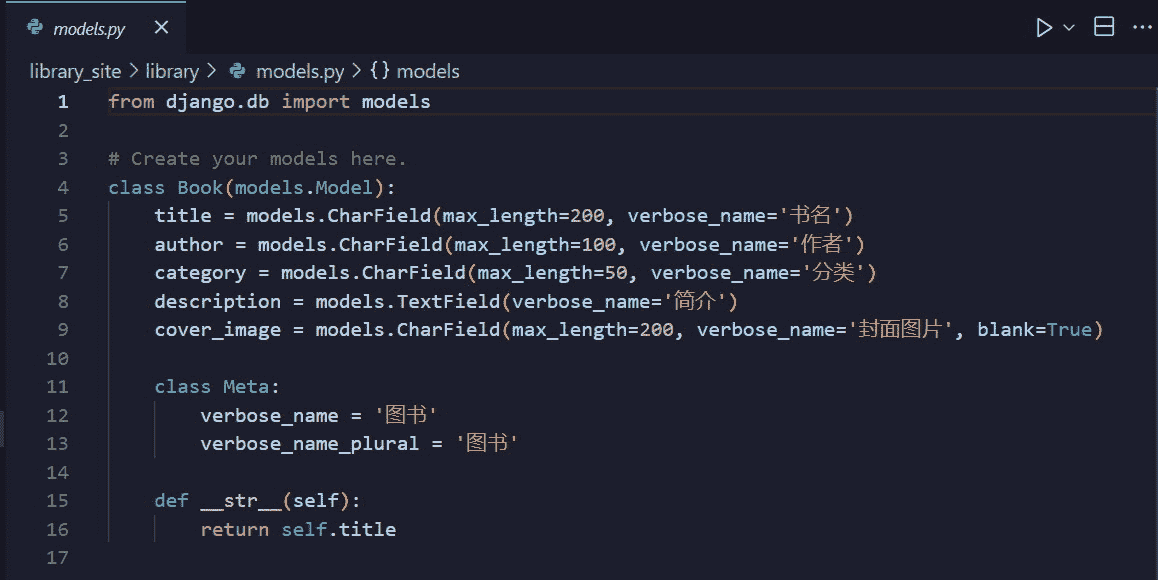 models.py
library_site > library > models.py > {} models
1 from django.db import models
2
3 # Create your models here.
4 class Book(models.Model):
5     title = models.CharField(max_length=200, verbose_name='书名')
6     author = models.CharField(max_length=100, verbose_name='作者')
7     category = models.CharField(max_length=50, verbose_name='分类')
8     description = models.TextField(verbose_name='简介')
9     cover_image = models.CharField(max_length=200, verbose_name='封面图片', blank=True)
10
11     class Meta:
12         verbose_name = '图书'
13         verbose_name_plural = '图书'
14
15     def __str__(self):
16         return self.title
17